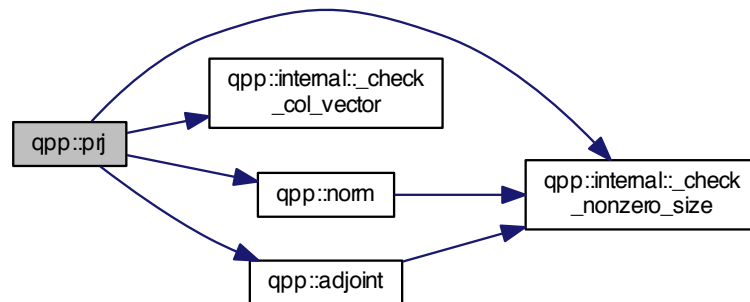 qpp::internal::_check
_col_vector
qpp::prj
qpp::norm
qpp::internal::_check
_nonzero_size
qpp::adjoint